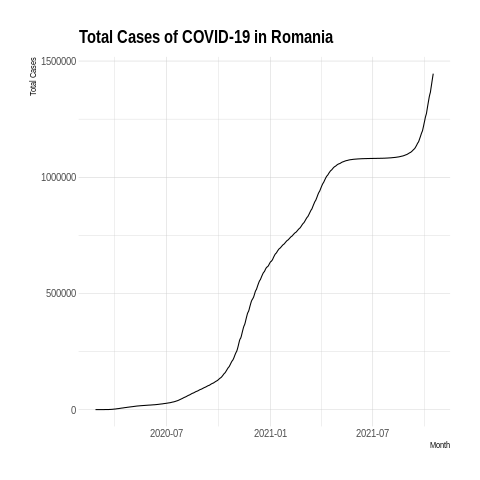 Total Cases of COVID-19 in Romania
Total Cases
1500000
1000000
500000
0
2020-07
2021-01
2021-07
Month